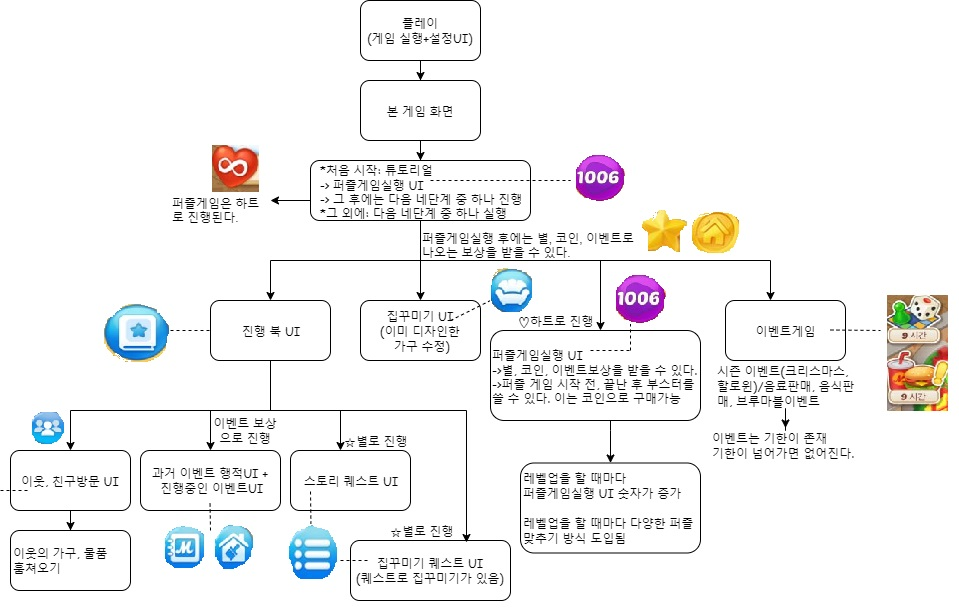 플레이
(게임 실행+설정UI)
본 게임 화면
*처음 시작: 튜토리얼
-> 퍼즐게임실행 UI
-> 그 후에는 다음 네단계 중 하나 진행
*그 외에: 다음 네단계 중 하나 실행
1006
퍼즐게임은 하트
로 진행된다.
퍼즐게임실행 후에는 별, 코인, 이벤트로
나오는 보상을 받을 수 있다.
진행 북 UI
집꾸미기 UI
(이미 디자인한
가구 수정)
1006
♡하트로 진행
퍼즐게임실행 UI
->별, 코인, 이벤트보상을 받을 수 있다.
->퍼즐 게임 시작 전, 끝난 후 부스터를
쓸 수 있다. 이는 코인으로 구매가능
이벤트게임
9 시간
9 시간
시즌 이벤트(크리스마스,
할로윈)/음료판매, 음식판
매, 브루마블이벤트
이벤트는 기한이 존재
기한이 넘어가면 없어진다.
이벤트 보상
으로 진행
☆별로 진행
이웃, 친구방문 UI
과거 이벤트 행적UI +
진행중인 이벤트UI
스토리 퀘스트 UI
레벨업을 할 때마다
퍼즐게임실행 UI 숫자가 증가
레벨업을 할 때마다 다양한 퍼즐
맞추기 방식 도입됨
☆별로 진행
이웃의 가구, 물품
훔쳐오기
M
집꾸미기 퀘스트 UI
(퀘스트로 집꾸미기가 있음)